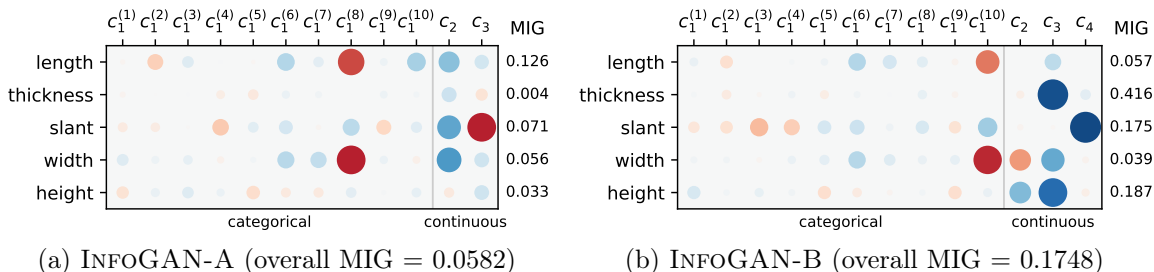 c₁⁽¹⁾ c₁⁽²⁾ c₁⁽³⁾ c₁⁽⁴⁾ c₁⁽⁵⁾ c₁⁽⁶⁾ c₁⁽⁷⁾ c₁⁽⁸⁾ c₁⁽⁹⁾ c₁⁽¹⁰⁾ c₂ c₃ MIG
length 0.126
thickness 0.004
slant 0.071
width 0.056
height 0.033
categorical continuous
(a) INFOGAN-A (overall MIG = 0.0582)
c₁⁽¹⁾ c₁⁽²⁾ c₁⁽³⁾ c₁⁽⁴⁾ c₁⁽⁵⁾ c₁⁽⁶⁾ c₁⁽⁷⁾ c₁⁽⁸⁾ c₁⁽⁹⁾ c₁⁽¹⁰⁾ c₂ c₃ c₄ MIG
length 0.057
thickness 0.416
slant 0.175
width 0.039
height 0.187
categorical continuous
(b) INFOGAN-B (overall MIG = 0.1748)